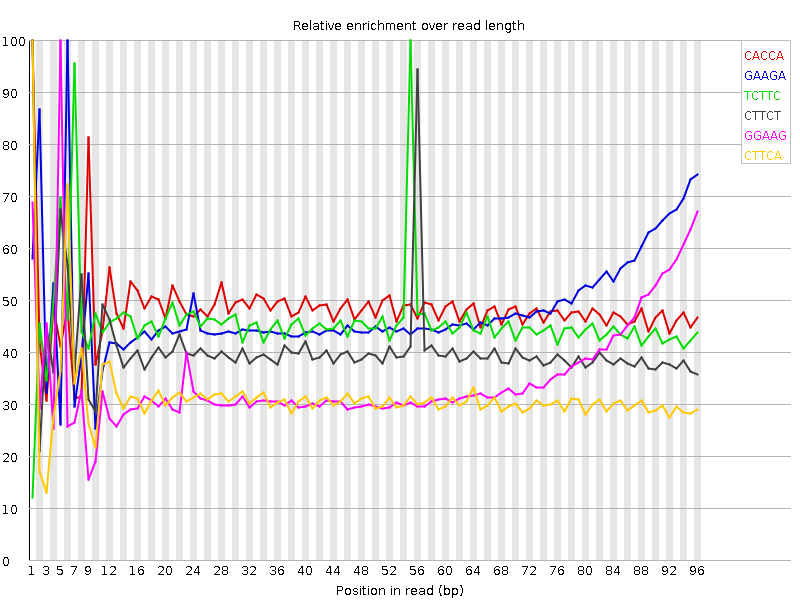 Relative enrichment over read length
100
90
80
70
60
50
40
30
20
10
0
CACCA
GAAGA
TCTTC
CTTCT
GGAAG
CTTCA
1 3 5 7 9 12 16 20 24 28 32 36 40 44 48 52 56 60 64 68 72 76 80 84 88 92 96
Position in read (bp)